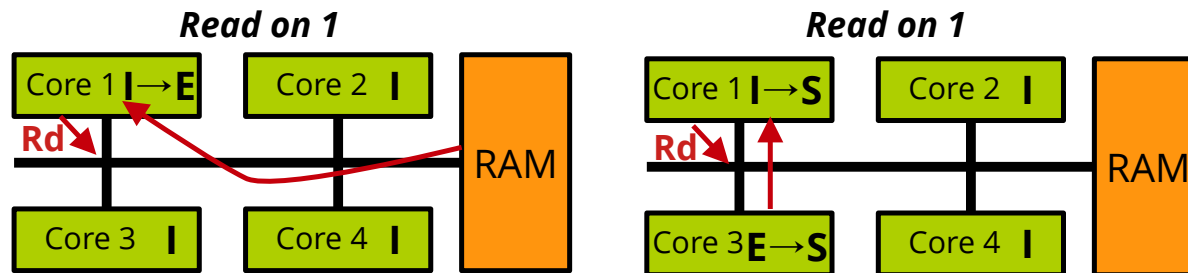 Read on 1
Core 1 I→E
Core 2 I
Rd
RAM
Core 3 I
Core 4 I
Read on 1
Core 1 I→S
Core 2 I
Rd
RAM
Core 3 E→S
Core 4 I